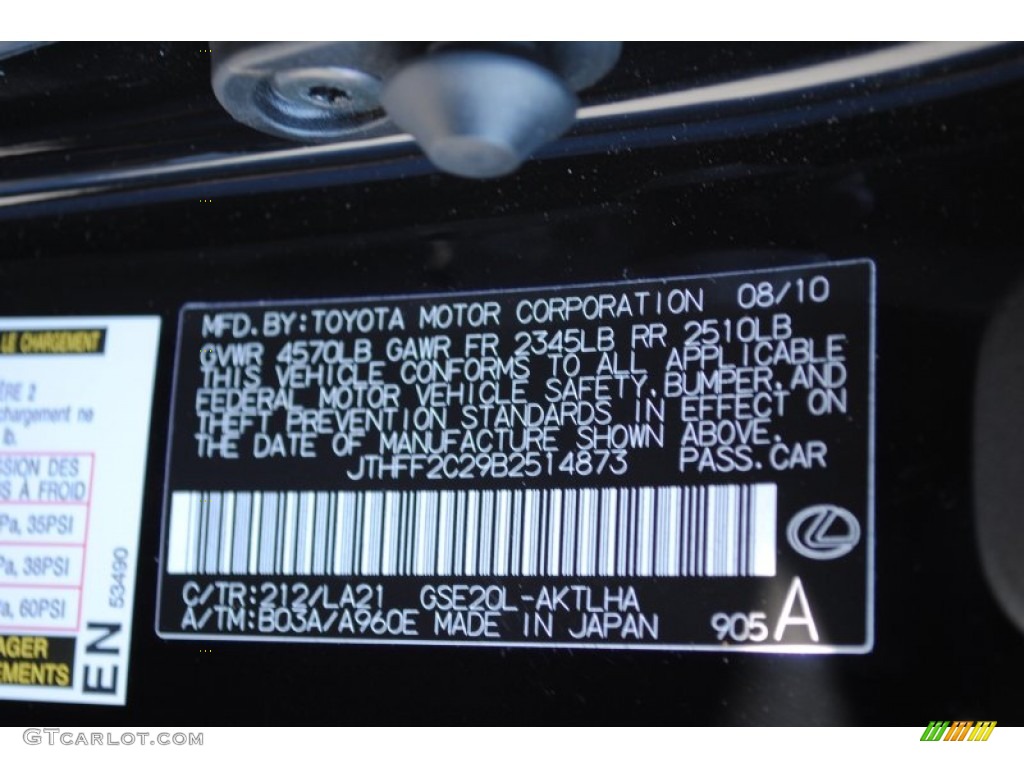 MFD. BY: TOYOTA MOTOR CORPORATION 08/10
GVWR 4570LB GAWR FR 2345LB RR 2510LB
THIS VEHICLE CONFORMS TO ALL APPLICABLE
FEDERAL MOTOR VEHICLE SAFETY, BUMPER, AND
THEFT PREVENTION STANDARDS IN EFFECT ON
THE DATE OF MANUFACTURE SHOWN ABOVE.
JTHFF2C29B2514873 PASS.CAR
C/TR:212/LA21 GSE20L-AKTLHA
A/TM:B03A/A960E MADE IN JAPAN 905 A
LE CHARGEMENT
ÈRE 2
chargement ne
b.
SSION DES
S À FROID
Pa, 35PSI
Pa, 38PSI
a, 60PSI
AGER
EMENTS
EN 53490
GTCarlot.com